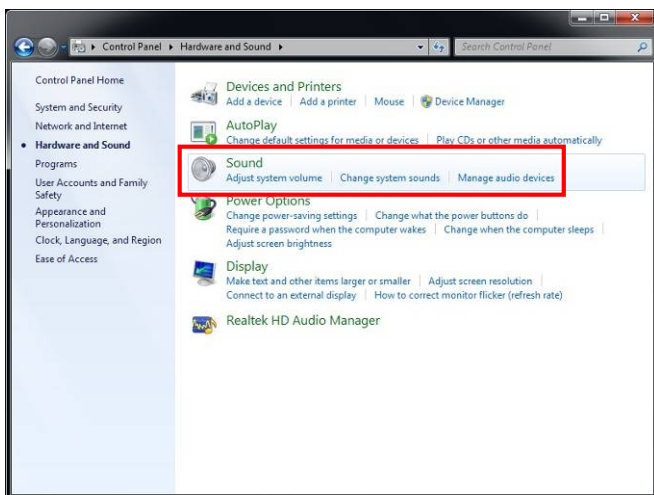 Control Panel ▸ Hardware and Sound ▸
Search Control Panel
Control Panel Home
System and Security
Network and Internet
Hardware and Sound
Programs
User Accounts and Family
Safety
Appearance and
Personalization
Clock, Language, and Region
Ease of Access
Devices and Printers
Add a device | Add a printer | Mouse | Device Manager
AutoPlay
Change default settings for media or devices | Play CDs or other media automatically
Sound
Adjust system volume | Change system sounds | Manage audio devices
Power Options
Change power-saving settings | Change what the power buttons do |
Require a password when the computer wakes | Change when the computer sleeps |
Adjust screen brightness
Display
Make text and other items larger or smaller | Adjust screen resolution |
Connect to an external display | How to correct monitor flicker (refresh rate)
Realtek HD Audio Manager